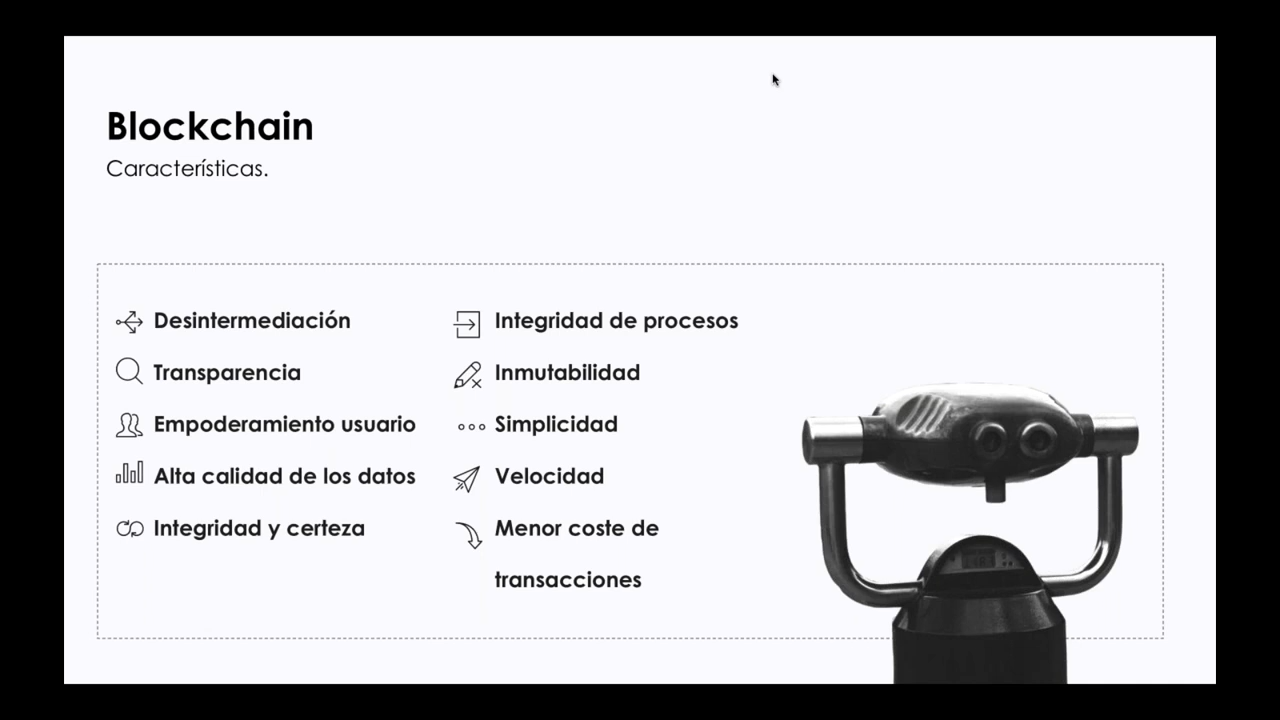 Blockchain
Características.
Desintermediación
Transparencia
Empoderamiento usuario
Alta calidad de los datos
Integridad y certeza
Integridad de procesos
Inmutabilidad
Simplicidad
Velocidad
Menor coste de
transacciones